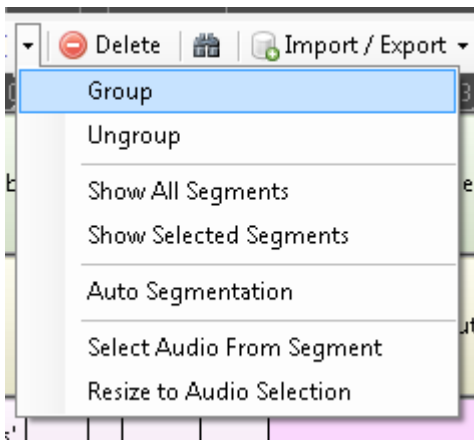 Delete Import / Export
Group
Ungroup
Show All Segments
Show Selected Segments
Auto Segmentation
Select Audio From Segment
Resize to Audio Selection